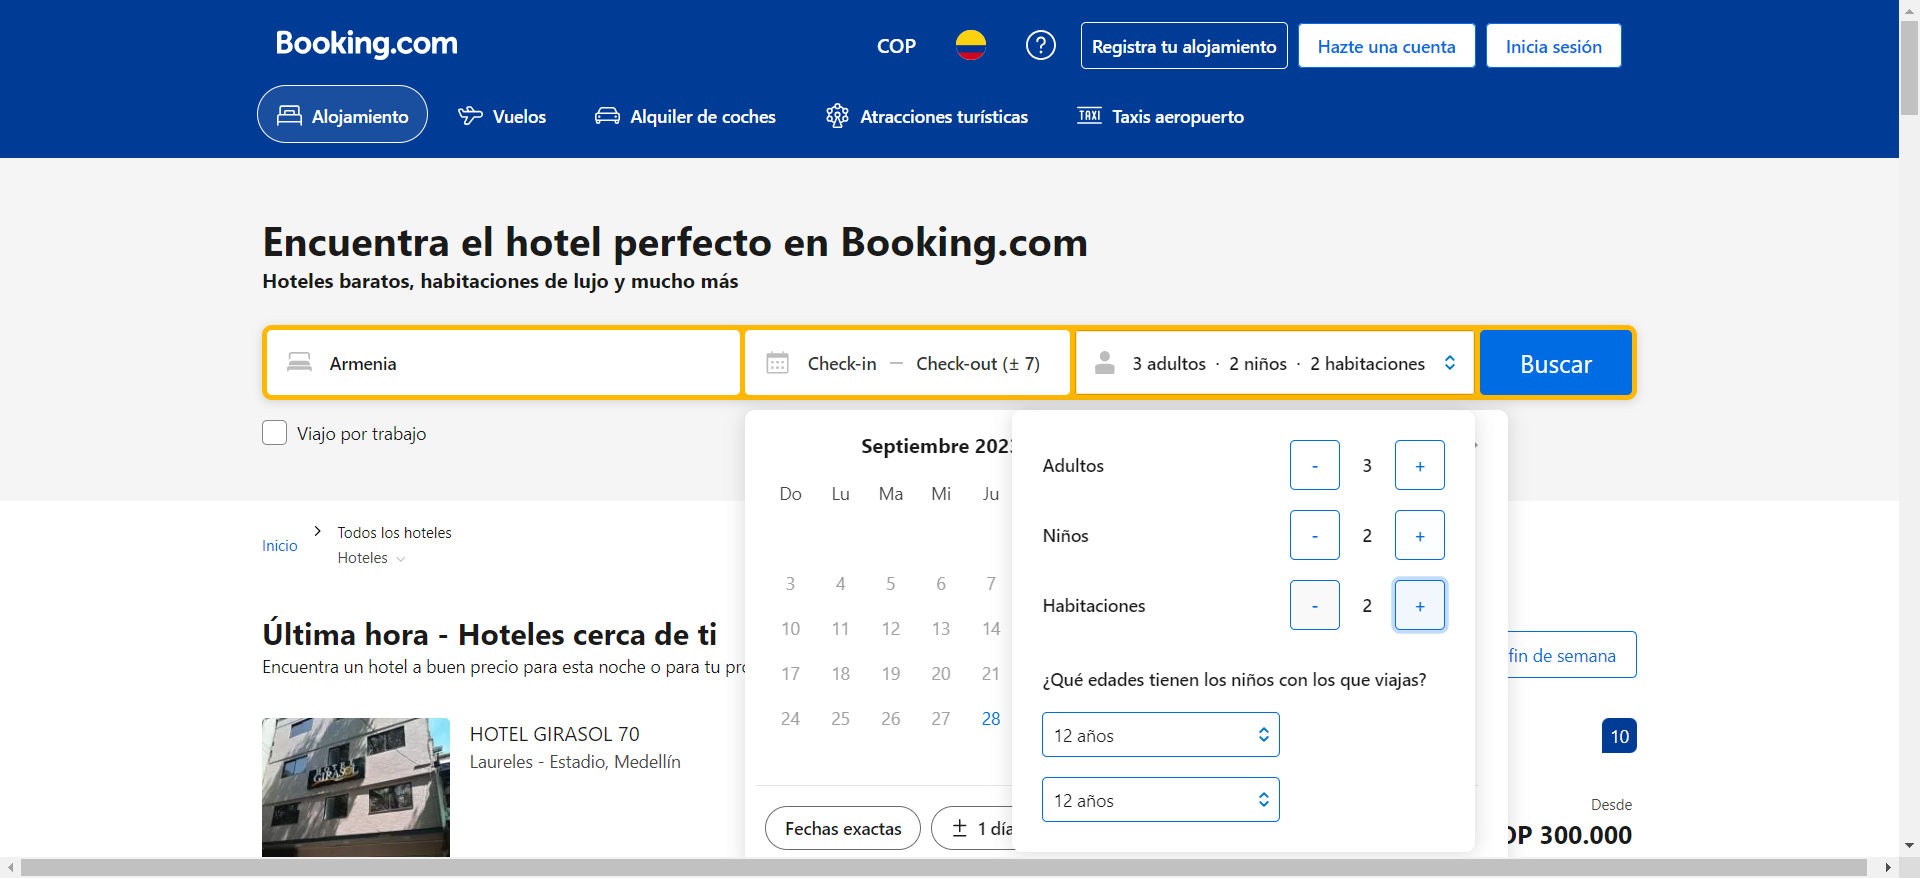 Booking.com
COP
Registra tu alojamiento
Hazte una cuenta
Inicia sesión
Alojamiento
Vuelos
Alquiler de coches
Atracciones turísticas
TAXI
Taxis aeropuerto
Encuentra el hotel perfecto en Booking.com
Hoteles baratos, habitaciones de lujo y mucho más
Armenia
Check-in — Check-out (± 7)
3 adultos · 2 niños · 2 habitaciones
Buscar
Viajo por trabajo
Septiembre 202
Do Lu Ma Mi Ju
3 4 5 6 7
10 11 12 13 14
17 18 19 20 21
24 25 26 27 28
Fechas exactas
± 1 día
Adultos - 3 +
Niños - 2 +
Habitaciones - 2 +
¿Qué edades tienen los niños con los que viajas?
12 años
12 años
Inicio
Todos los hoteles
Hoteles
Última hora - Hoteles cerca de ti
Encuentra un hotel a buen precio para esta noche o para tu
fin de semana
HOTEL GIRASOL 70
Laureles - Estadio, Medellín
GIRASOL
10
Desde
OP 300.000